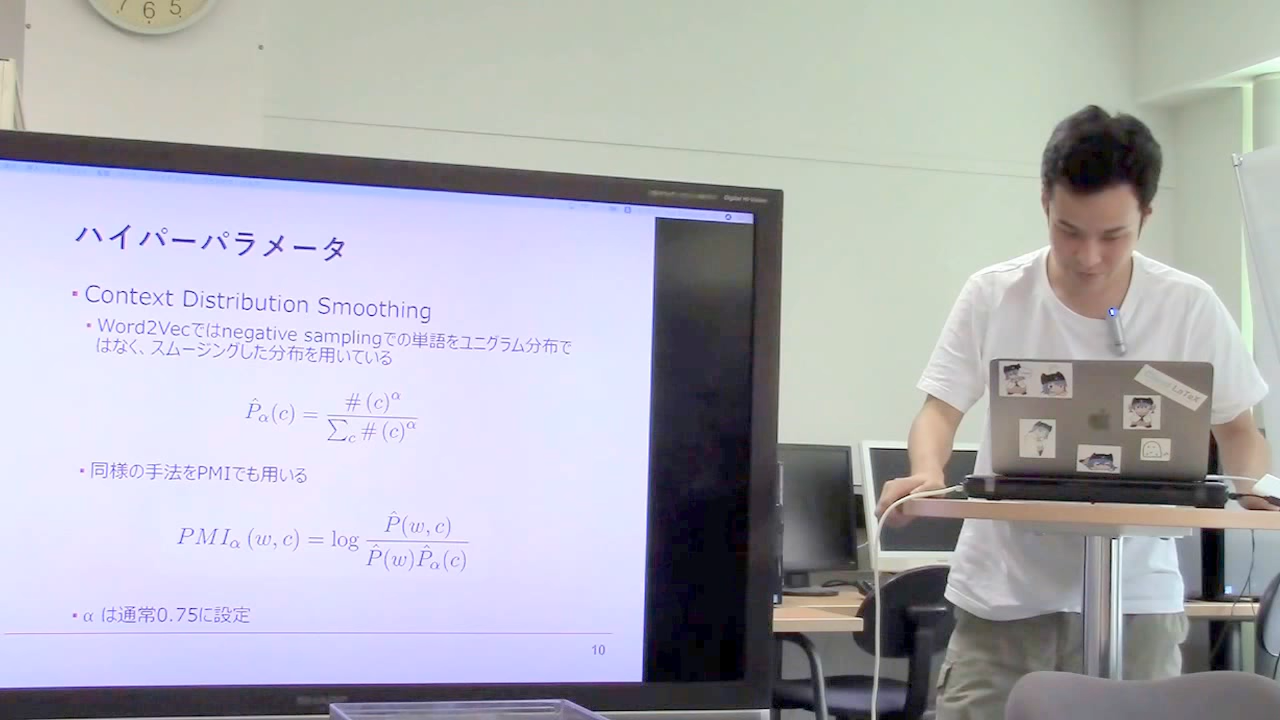 7 6 5
ハイパーパラメータ
Context Distribution Smoothing
Word2Vecではnegative samplingでの単語をユニグラム分布で
はなく、スムージングした分布を用いている
P̂α(c) = #(c)^α / ∑c #(c)^α
同様の手法をPMIでも用いる
PMIα(w, c) = log P̂(w, c) / P̂(w)P̂α(c)
α は通常0.75に設定
10
LaTeX